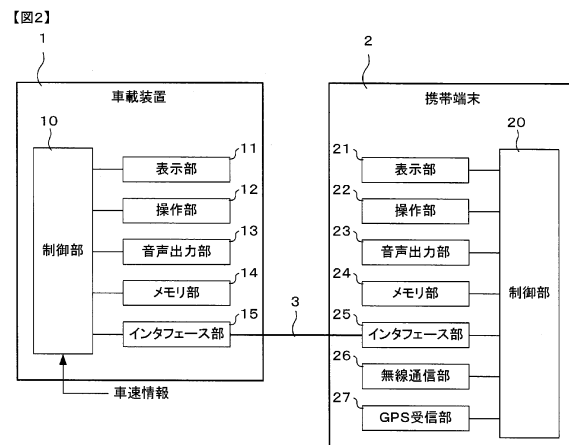 【図2】
1
車載装置
10
制御部
11
表示部
12
操作部
13
音声出力部
14
メモリ部
15
インタフェース部
車速情報
3
2
携帯端末
20
制御部
21
表示部
22
操作部
23
音声出力部
24
メモリ部
25
インタフェース部
26
無線通信部
27
GPS受信部